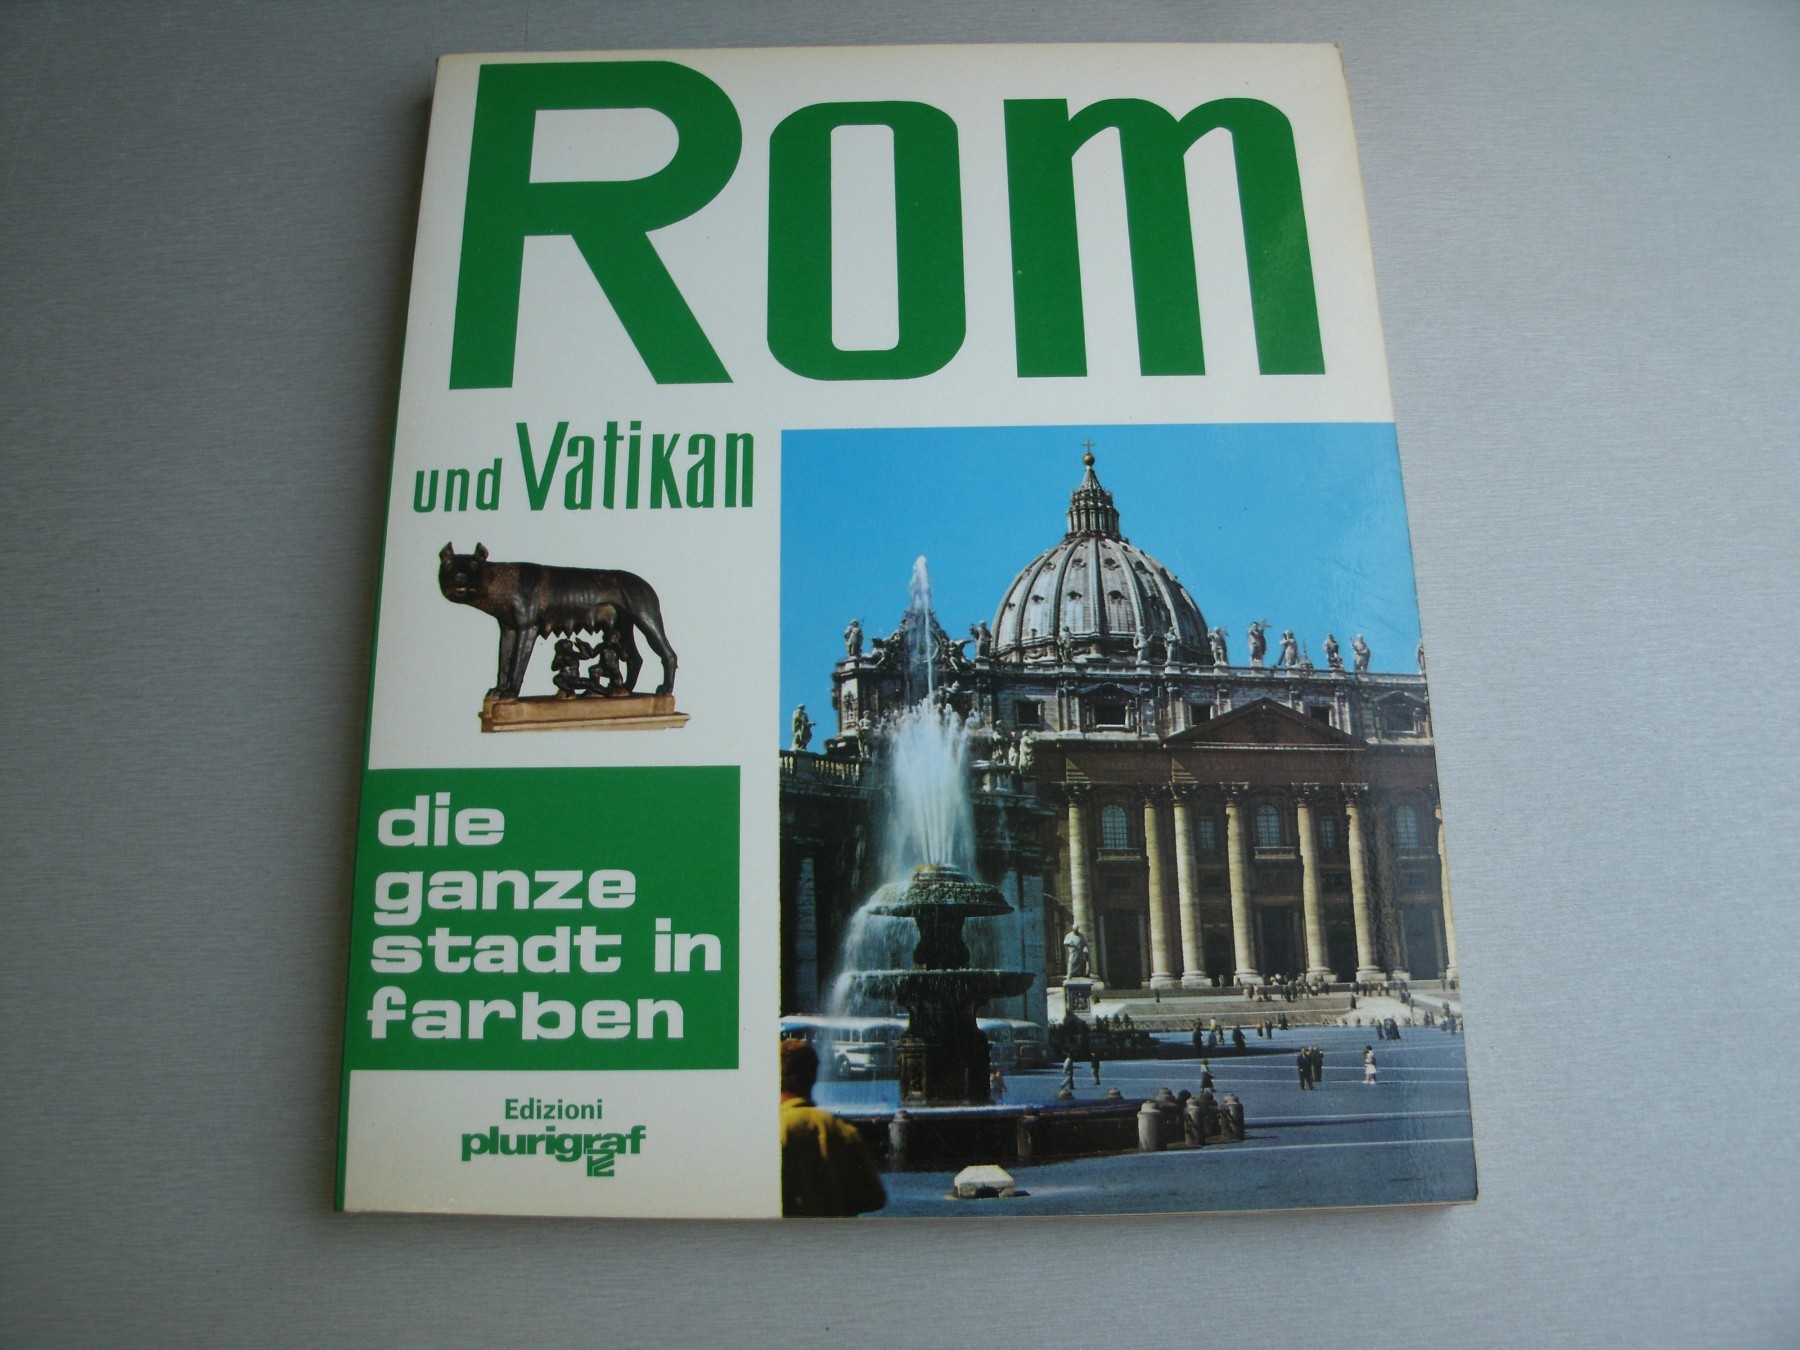 Rom
und Vatikan
die
ganze
stadt in
farben
Edizioni
plurigraf